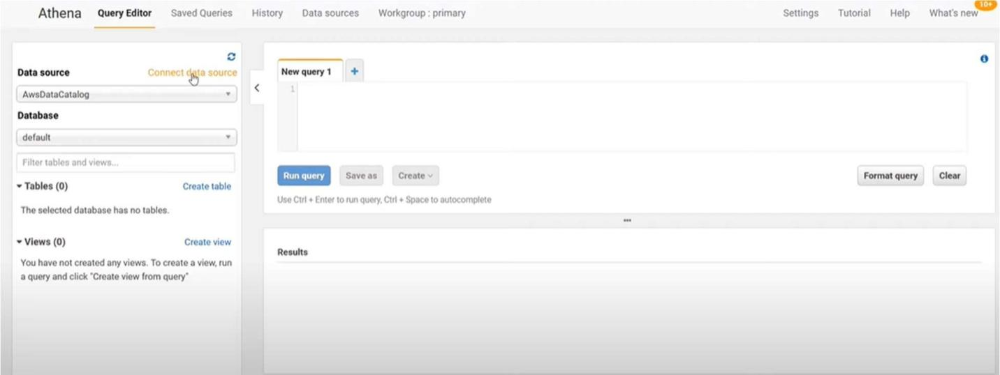 Athena Query Editor Saved Queries History Data sources Workgroup : primary Settings Tutorial Help What's new 10+
Data source Connect data source
AwsDataCatalog
Database
default
Filter tables and views...
Tables (0) Create table
The selected database has no tables.
Views (0) Create view
You have not created any views. To create a view, run
a query and click "Create view from query"
New query 1 +
1
Run query Save as Create Format query Clear
Use Ctrl + Enter to run query, Ctrl + Space to autocomplete
Results